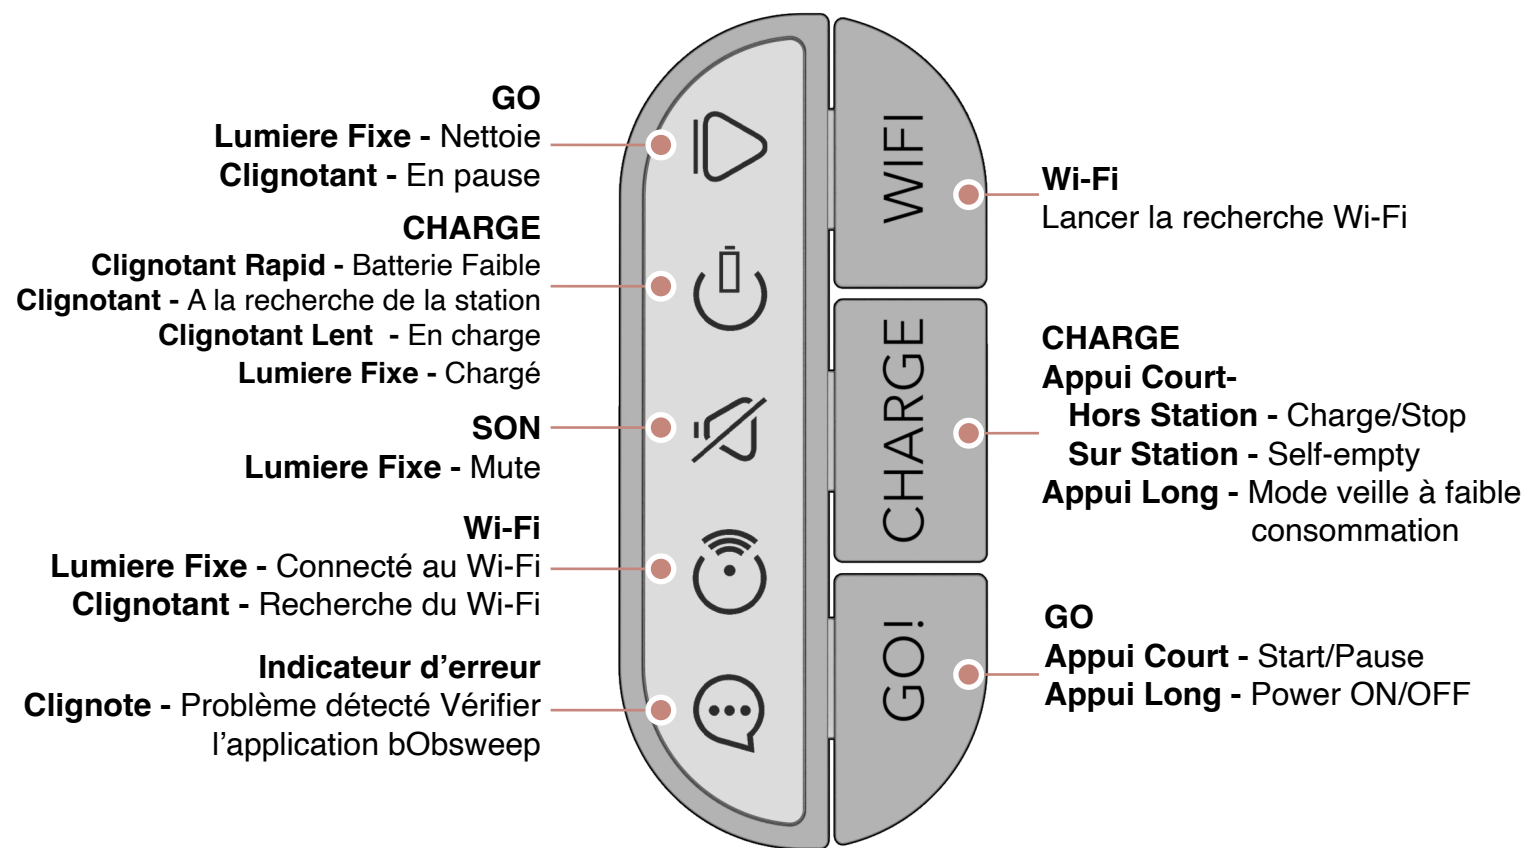 GO
Lumiere Fixe - Nettoie
Clignotant - En pause
CHARGE
Clignotant Rapid - Batterie Faible
Clignotant - A la recherche de la station
Clignotant Lent - En charge
Lumiere Fixe - Chargé
SON
Lumiere Fixe - Mute
Wi-Fi
Lumiere Fixe - Connecté au Wi-Fi
Clignotant - Recherche du Wi-Fi
Indicateur d’erreur
Clignote - Problème détecté Vérifier
l’application bObsweep
WIFI
CHARGE
GO!
Wi-Fi
Lancer la recherche Wi-Fi
CHARGE
Appui Court-
Hors Station - Charge/Stop
Sur Station - Self-empty
Appui Long - Mode veille à faible
consommation
GO
Appui Court - Start/Pause
Appui Long - Power ON/OFF